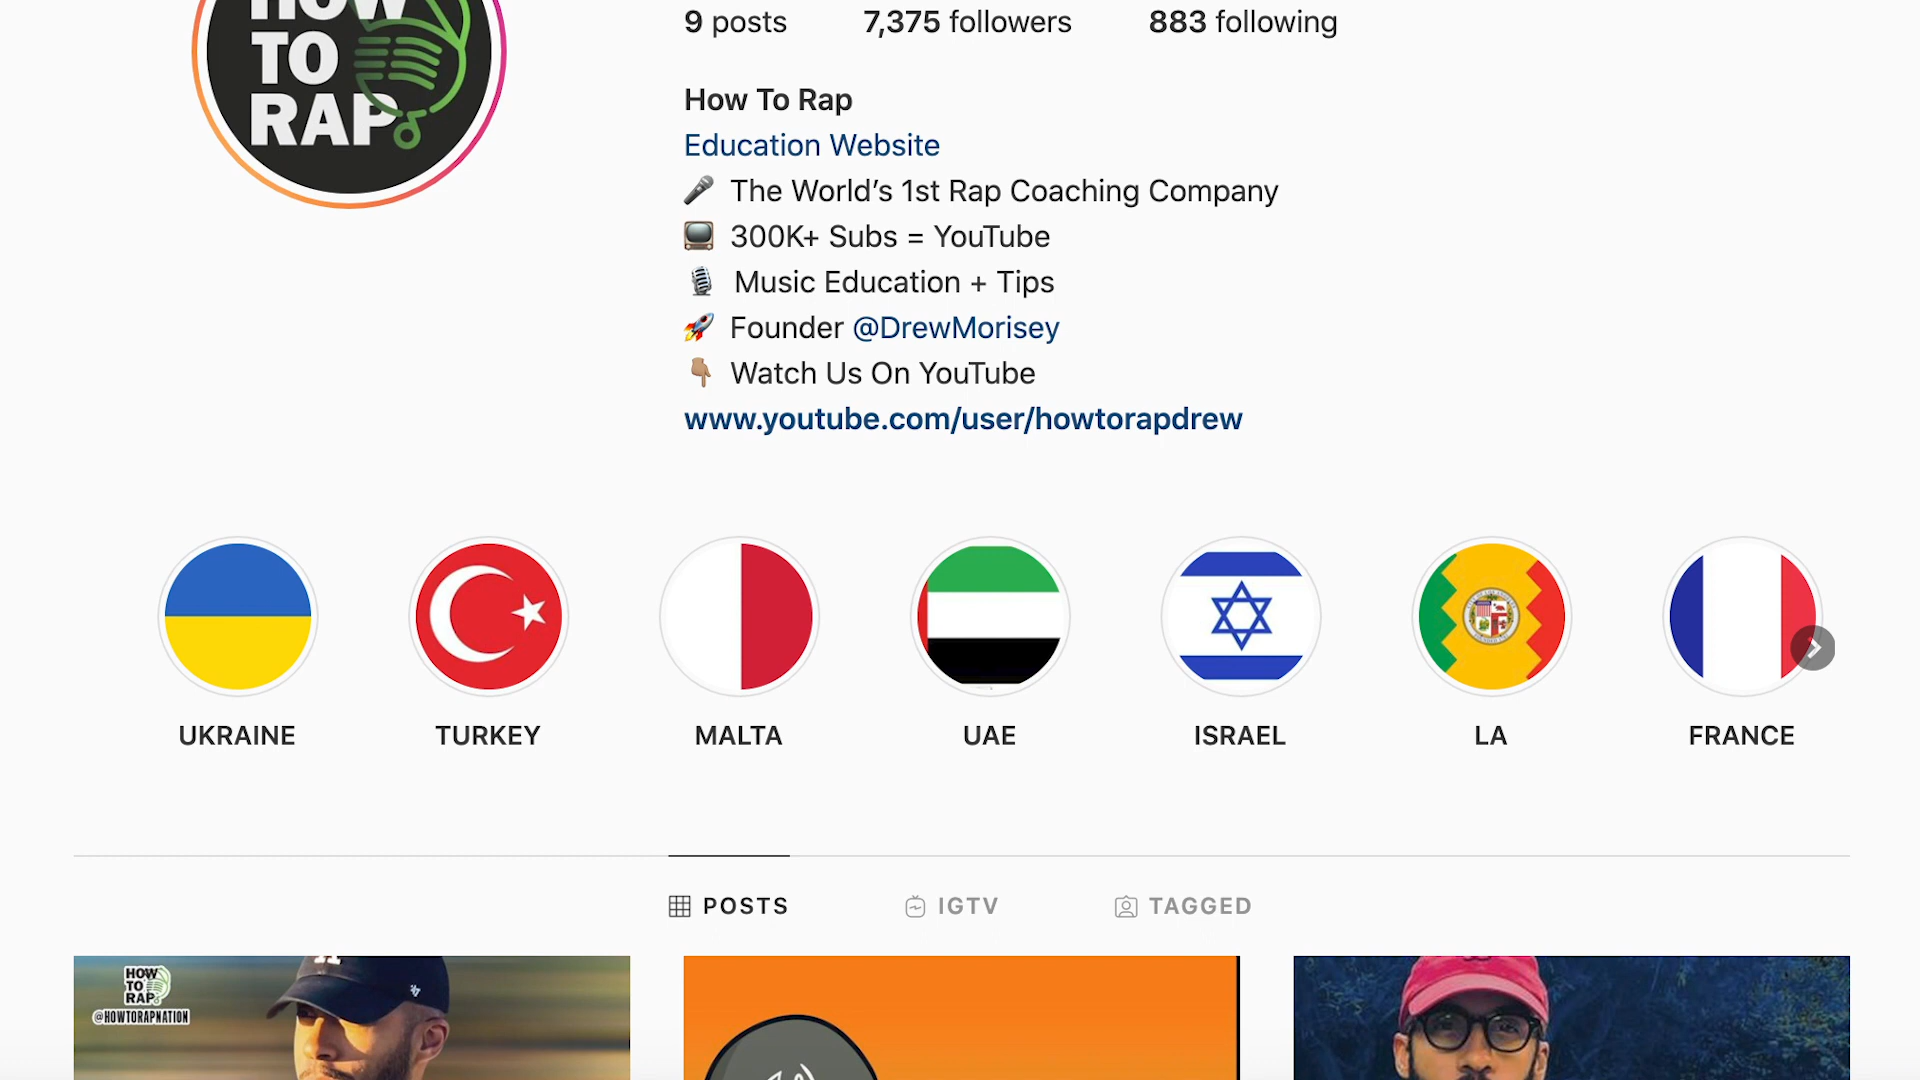 HOW
TO
RAP
9 posts 7,375 followers 883 following
How To Rap
Education Website
🎤 The World’s 1st Rap Coaching Company
📺 300K+ Subs = YouTube
🎙 Music Education + Tips
🚀 Founder @DrewMorisey
👇🏽 Watch Us On YouTube
www.youtube.com/user/howtorapdrew
UKRAINE TURKEY MALTA UAE ISRAEL LA FRANCE
POSTS IGTV TAGGED
HOW
TO
RAP
@HOWTORAPNATION